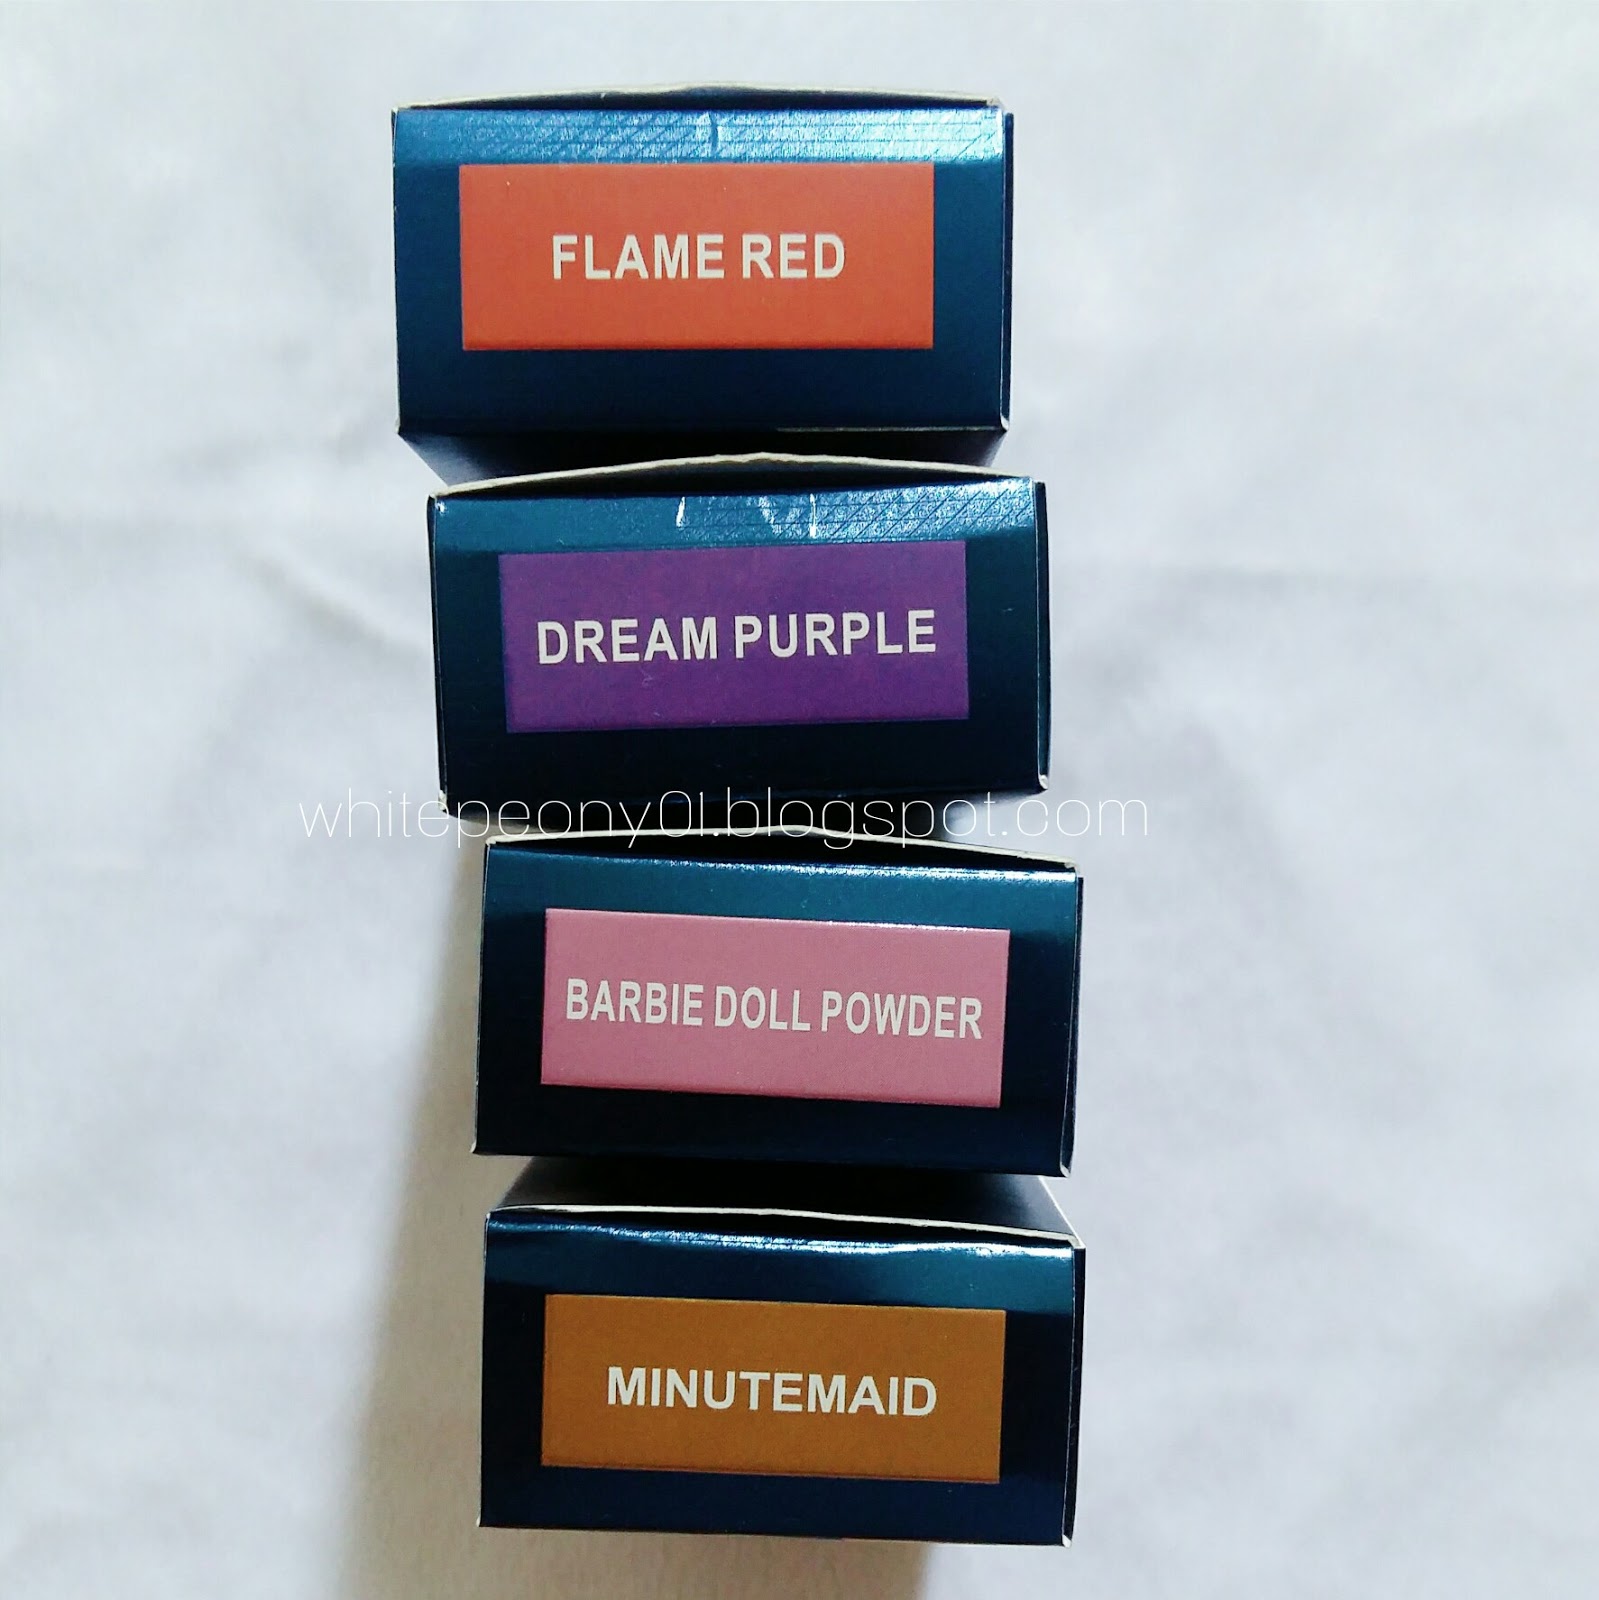 FLAME RED
DREAM PURPLE
whitepeony01.blogspot.com
BARBIE DOLL POWDER
MINUTEMAID